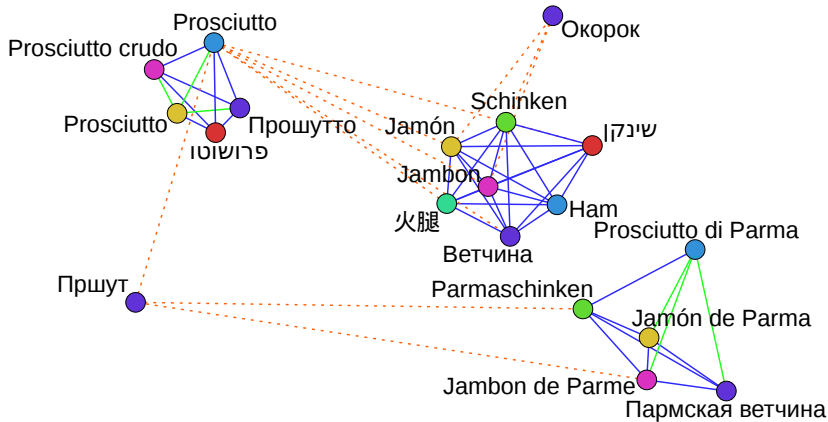 Prosciutto
Окорок
Prosciutto crudo
Schinken
Prosciutto
Прошутто
Jamón
שינקן
פרושוטו
Jambon
火腿
Ham
Ветчина
Prosciutto di Parma
Пршут
Parmaschinken
Jamón de Parma
Jambon de Parme
Пармская ветчина